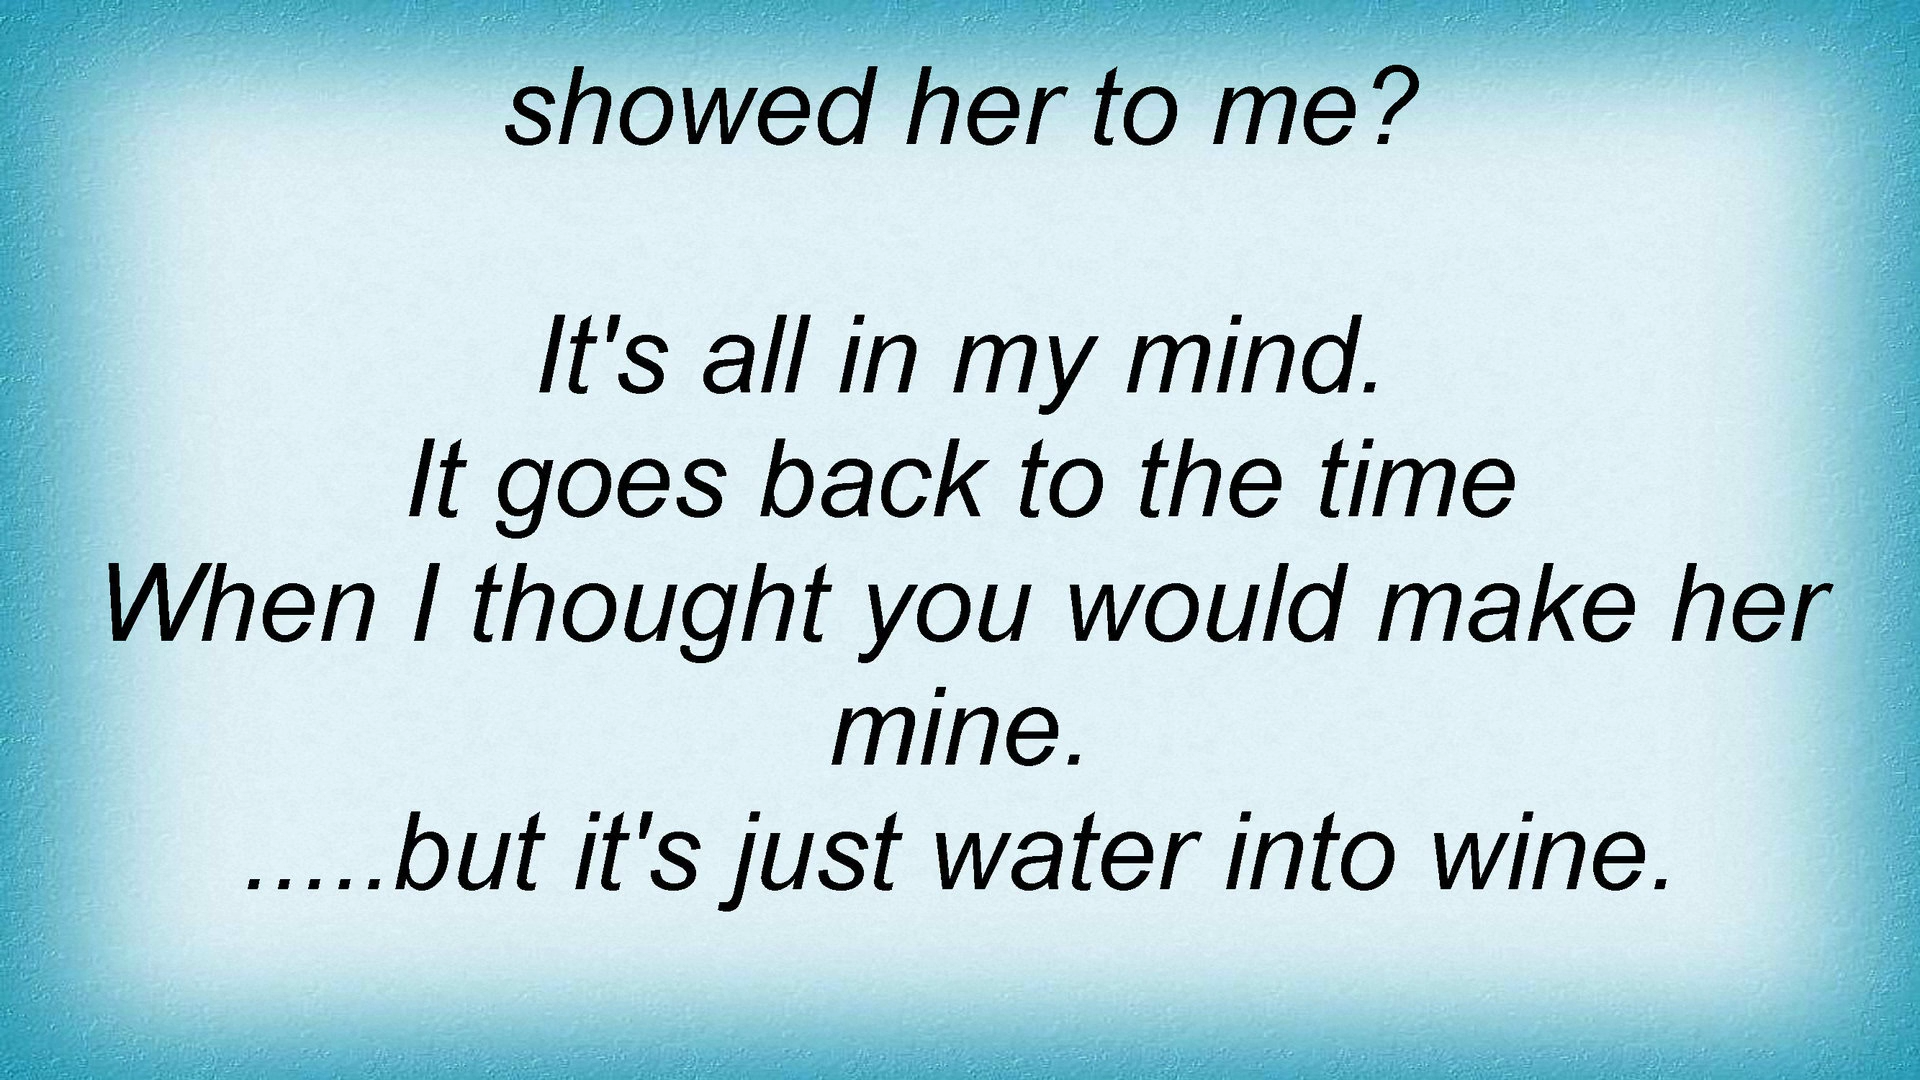 showed her to me?
It's all in my mind.
It goes back to the time
When I thought you would make her
mine.
.....but it's just water into wine.